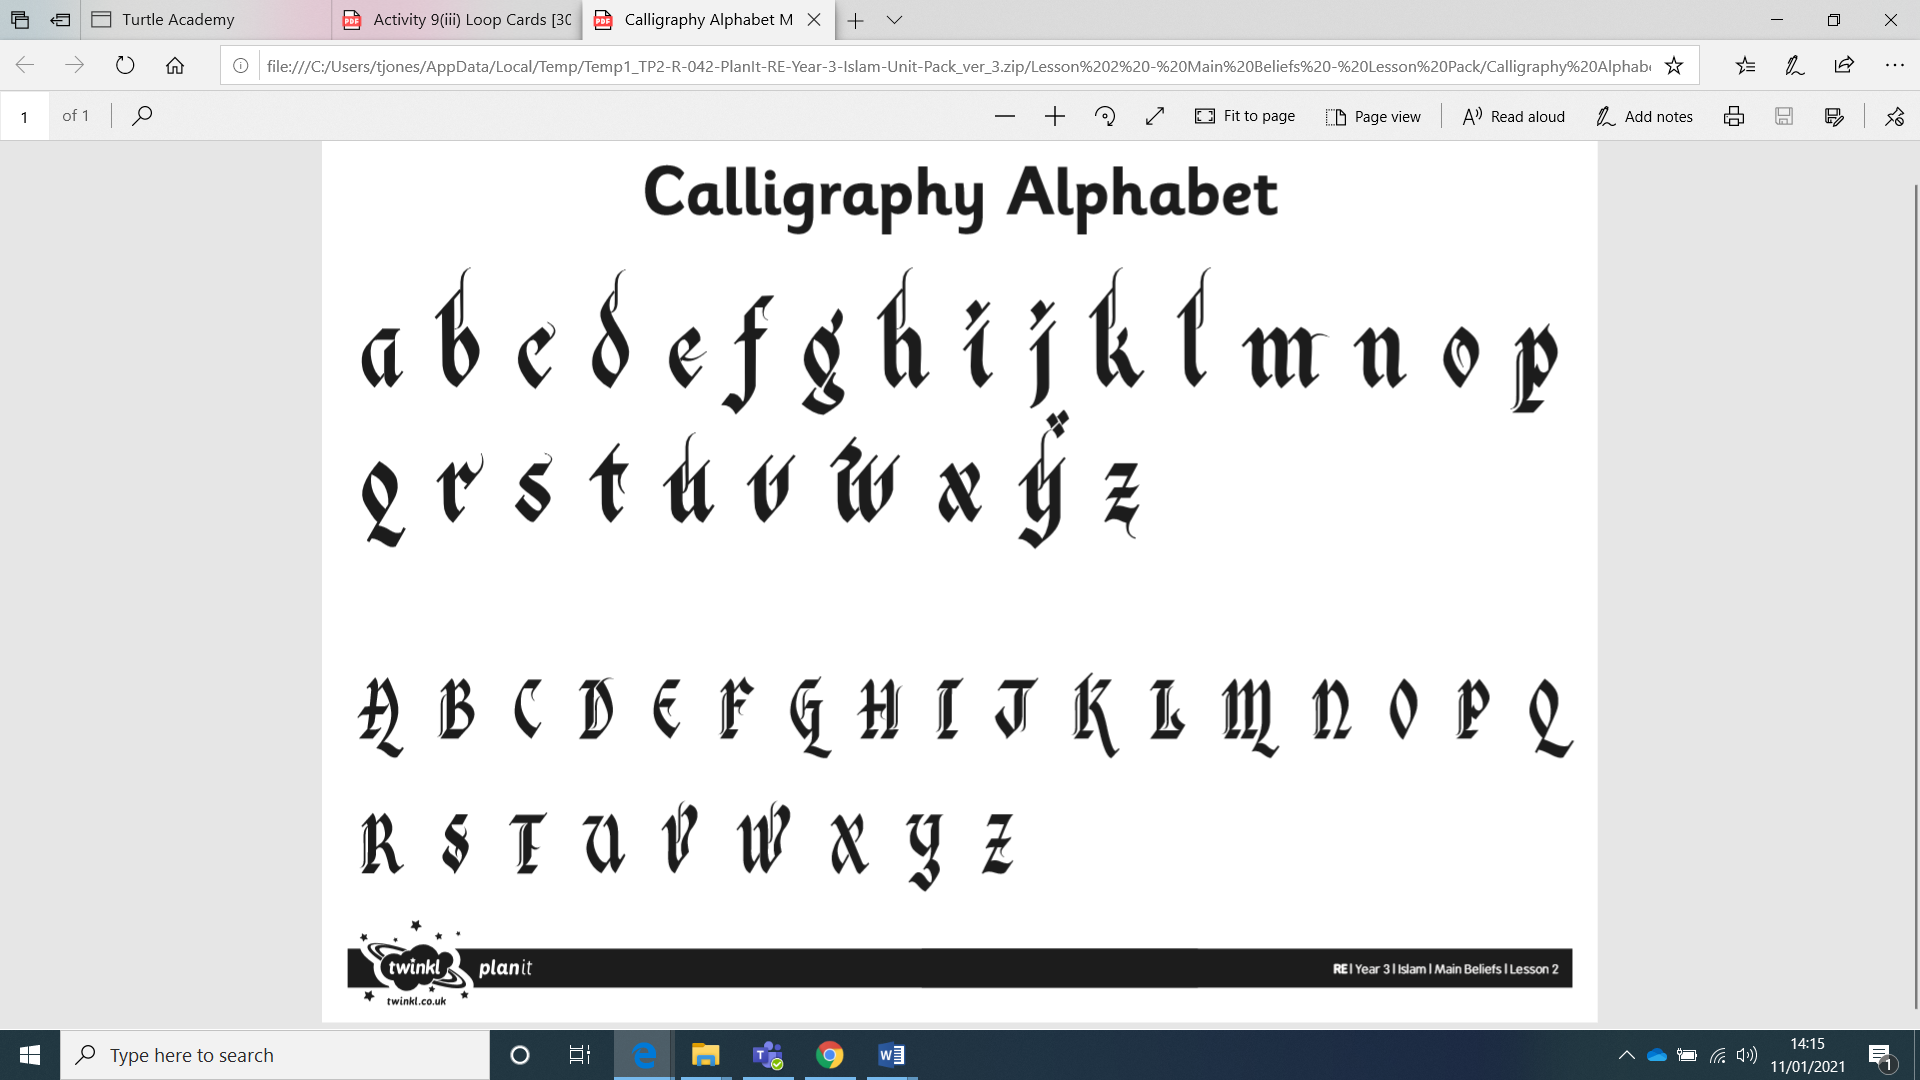 Turtle Academy
Activity 9(iii) Loop Cards [30
Calligraphy Alphabet M
file:///C:/Users/tjones/AppData/Local/Temp/Temp1_TP2-R-042-PlanIt-RE-Year-3-Islam-Unit-Pack_ver_3.zip/Lesson%202%20-%20Main%20Beliefs%20-%20Lesson%20Pack/Calligraphy%20Alphabe
1 of 1
Fit to page
Page view
Read aloud
Add notes
Calligraphy Alphabet
a b c d e f g h i j k l m n o p
q r s t u v w x y z
A B C D E F G H I J K L M N O P Q
R S T U V W X Y Z
twinkl planit
twinkl.co.uk
RE | Year 3 | Islam | Main Beliefs | Lesson 2
Type here to search
14:15
11/01/2021
1